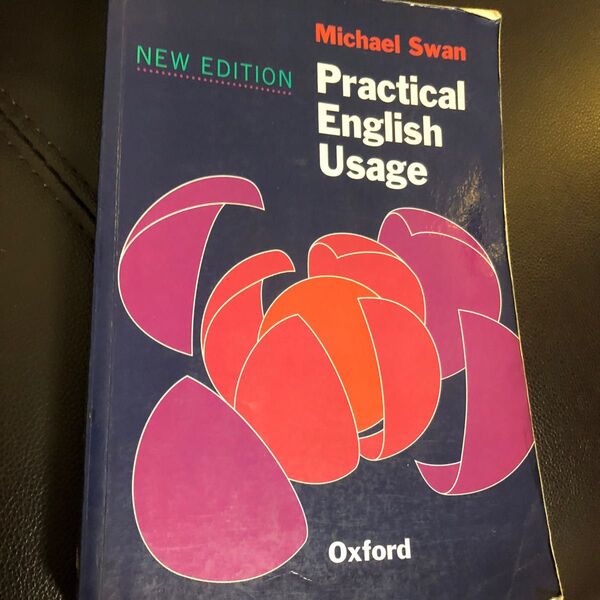 Michael Swan
NEW EDITION
Practical
English
Usage
Oxford